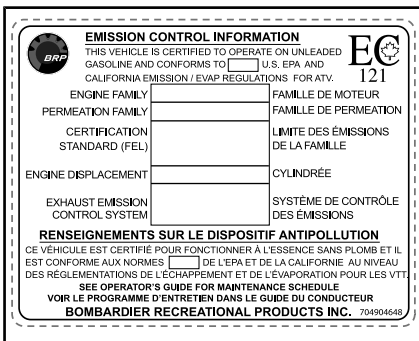 BRP
EMISSION CONTROL INFORMATION
THIS VEHICLE IS CERTIFIED TO OPERATE ON UNLEADED
GASOLINE AND CONFORMS TO U.S. EPA AND
CALIFORNIA EMISSION / EVAP REGULATIONS FOR ATV.
EC
121
ENGINE FAMILY FAMILLE DE MOTEUR
PERMEATION FAMILY FAMILLE DE PERMEATION
CERTIFICATION LIMITE DES ÉMISSIONS
STANDARD (FEL) DE LA FAMILLE
ENGINE DISPLACEMENT CYLINDRÉE
EXHAUST EMISSION SYSTÈME DE CONTRÔLE
CONTROL SYSTEM DES ÉMISSIONS
RENSEIGNEMENTS SUR LE DISPOSITIF ANTIPOLLUTION
CE VÉHICULE EST CERTIFIÉ POUR FONCTIONNER À L'ESSENCE SANS PLOMB ET IL
EST CONFORME AUX NORMES DE L'EPA ET DE LA CALIFORNIE AU NIVEAU
DES RÉGLEMENTATIONS DE L'ÉCHAPPEMENT ET DE L'ÉVAPORATION POUR LES VTT.
SEE OPERATOR'S GUIDE FOR MAINTENANCE SCHEDULE
VOIR LE PROGRAMME D'ENTRETIEN DANS LE GUIDE DU CONDUCTEUR
BOMBARDIER RECREATIONAL PRODUCTS INC. 704904648